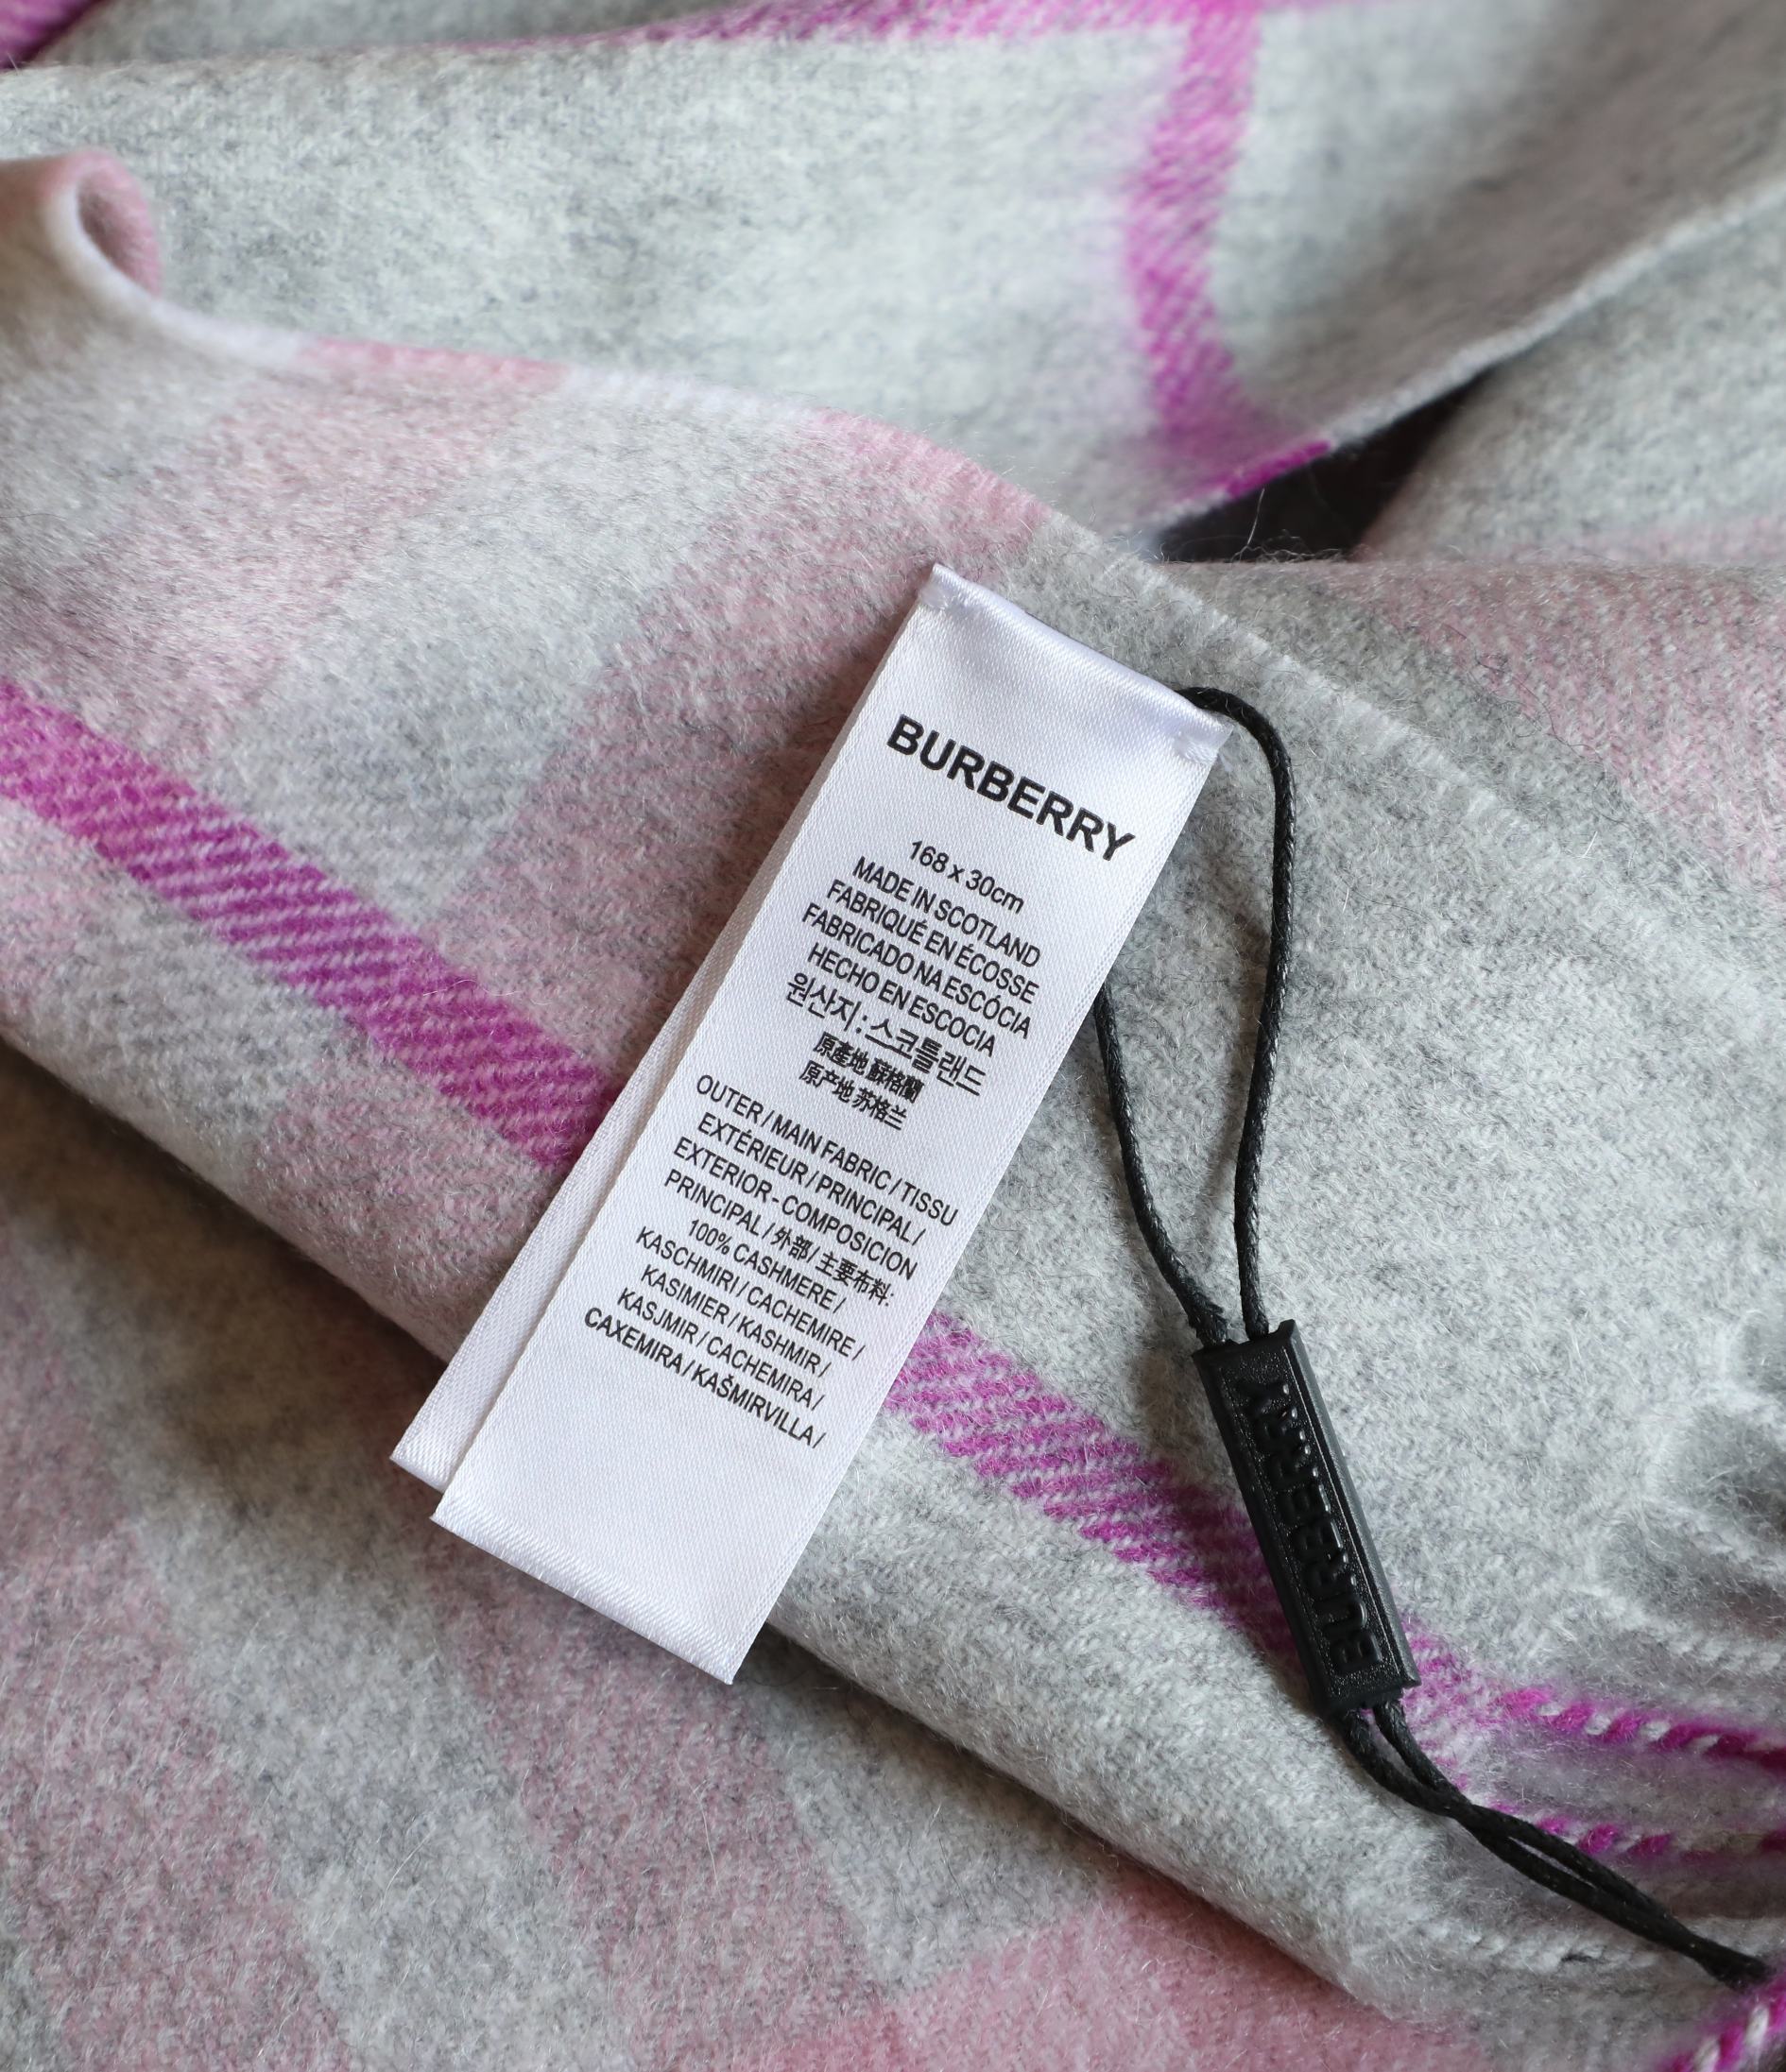 BURBERRY
168 x 30cm
MADE IN SCOTLAND
FABRIQUÉ EN ÉCOSSE
FABRICADO NA ESCÓCIA
HECHO EN ESCOCIA
원산지 : 스코틀랜드
原產地 蘇格蘭
原产地 苏格兰
OUTER / MAIN FABRIC / TISSU
EXTÉRIEUR / PRINCIPAL /
EXTERIOR - COMPOSICION
PRINCIPAL / 外部/ 主要布料:
100% CASHMERE /
KASCHMIRI / CACHEMIRE /
KASIMIER / KASHMIR /
KASJMIR / CACHEMIRA /
CAXEMIRA / KAŠMIRVILLA /
BURBERRY